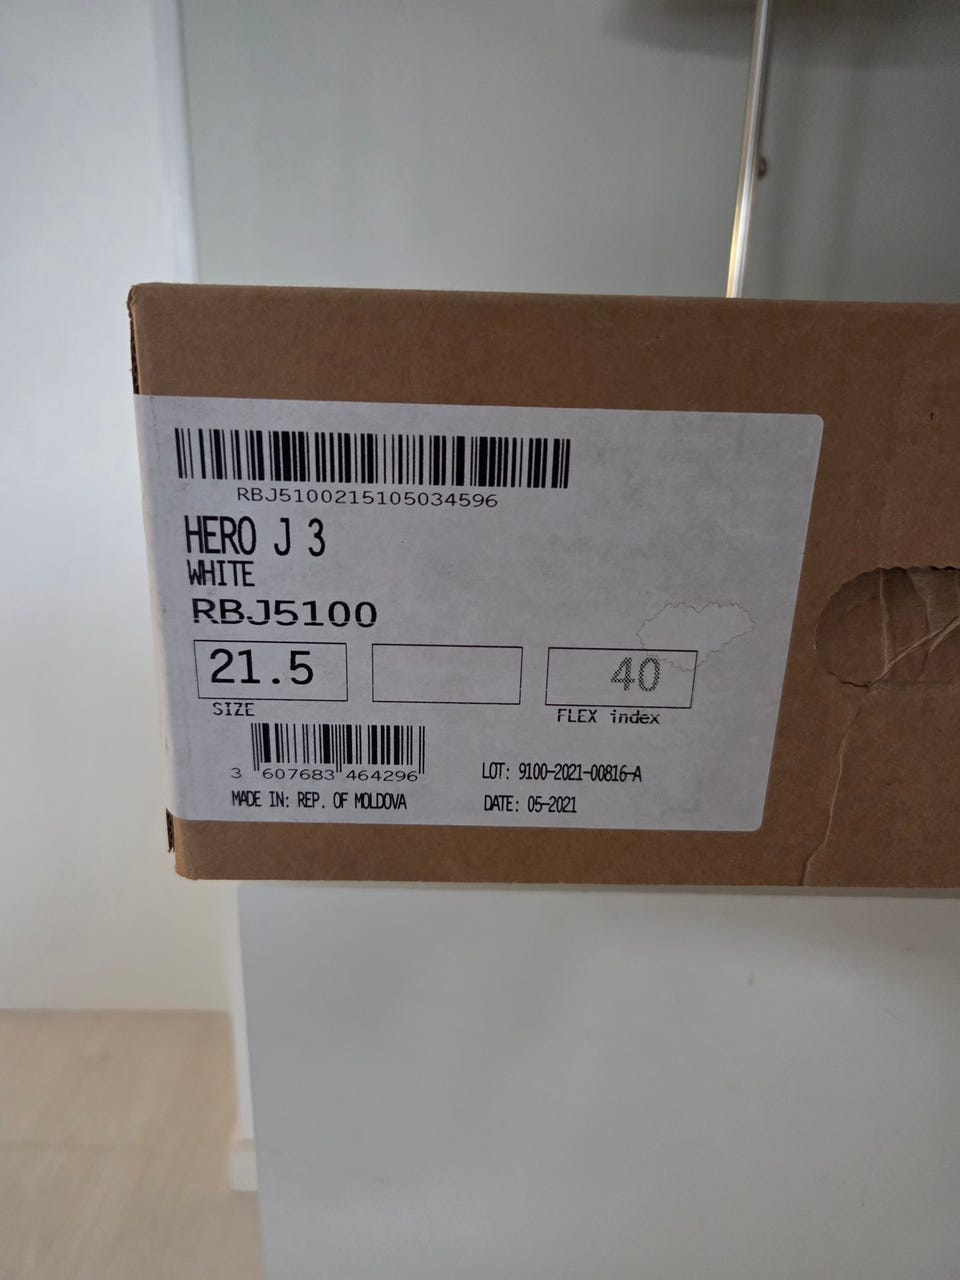 RBJ5100215105034596
HERO J 3
WHITE
RBJ5100
21.5
40
SIZE
FLEX index
3 607683 464296
LOT: 9100-2021-00816-A
MADE IN: REP. OF MOLDOVA
DATE: 05-2021